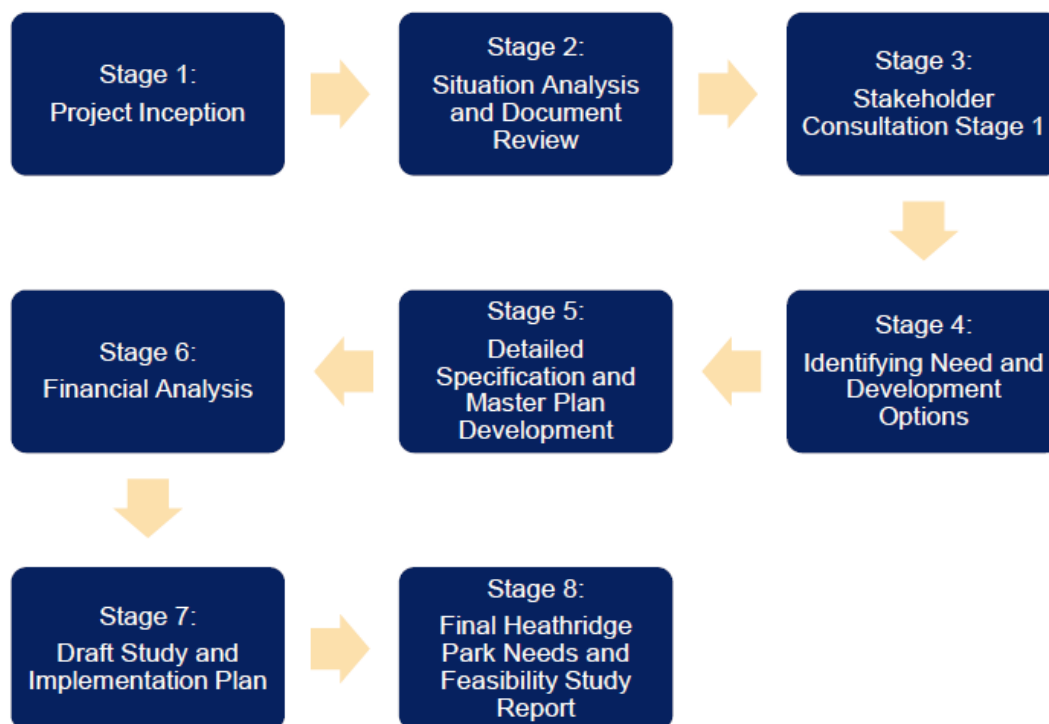 Stage 1:
Project Inception
Stage 2:
Situation Analysis
and Document
Review
Stage 3:
Stakeholder
Consultation Stage 1
Stage 4:
Identifying Need and
Development
Options
Stage 5:
Detailed
Specification and
Master Plan
Development
Stage 6:
Financial Analysis
Stage 7:
Draft Study and
Implementation Plan
Stage 8:
Final Heathridge
Park Needs and
Feasibility Study
Report